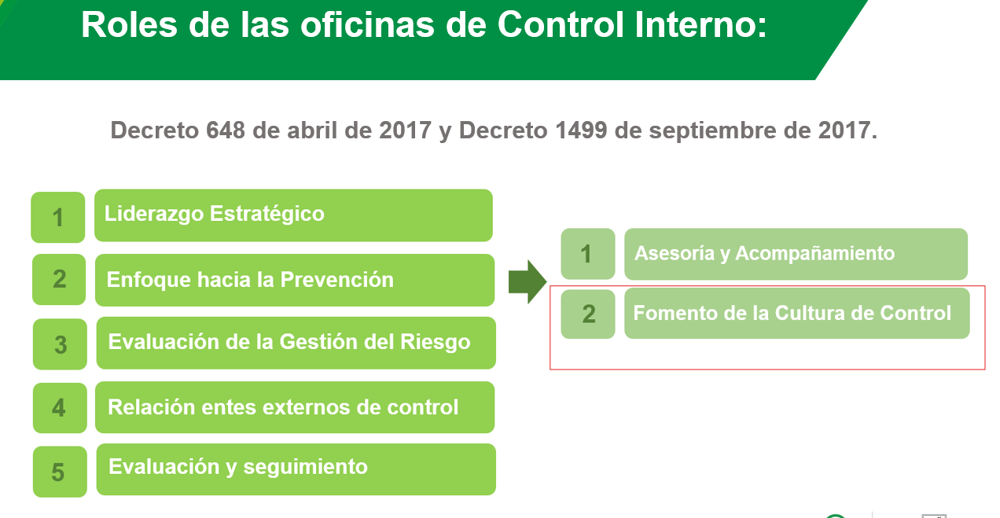 Roles de las oficinas de Control Interno:
Decreto 648 de abril de 2017 y Decreto 1499 de septiembre de 2017.
1 Liderazgo Estratégico
2 Enfoque hacia la Prevención
3 Evaluación de la Gestión del Riesgo
4 Relación entes externos de control
5 Evaluación y seguimiento
1 Asesoría y Acompañamiento
2 Fomento de la Cultura de Control